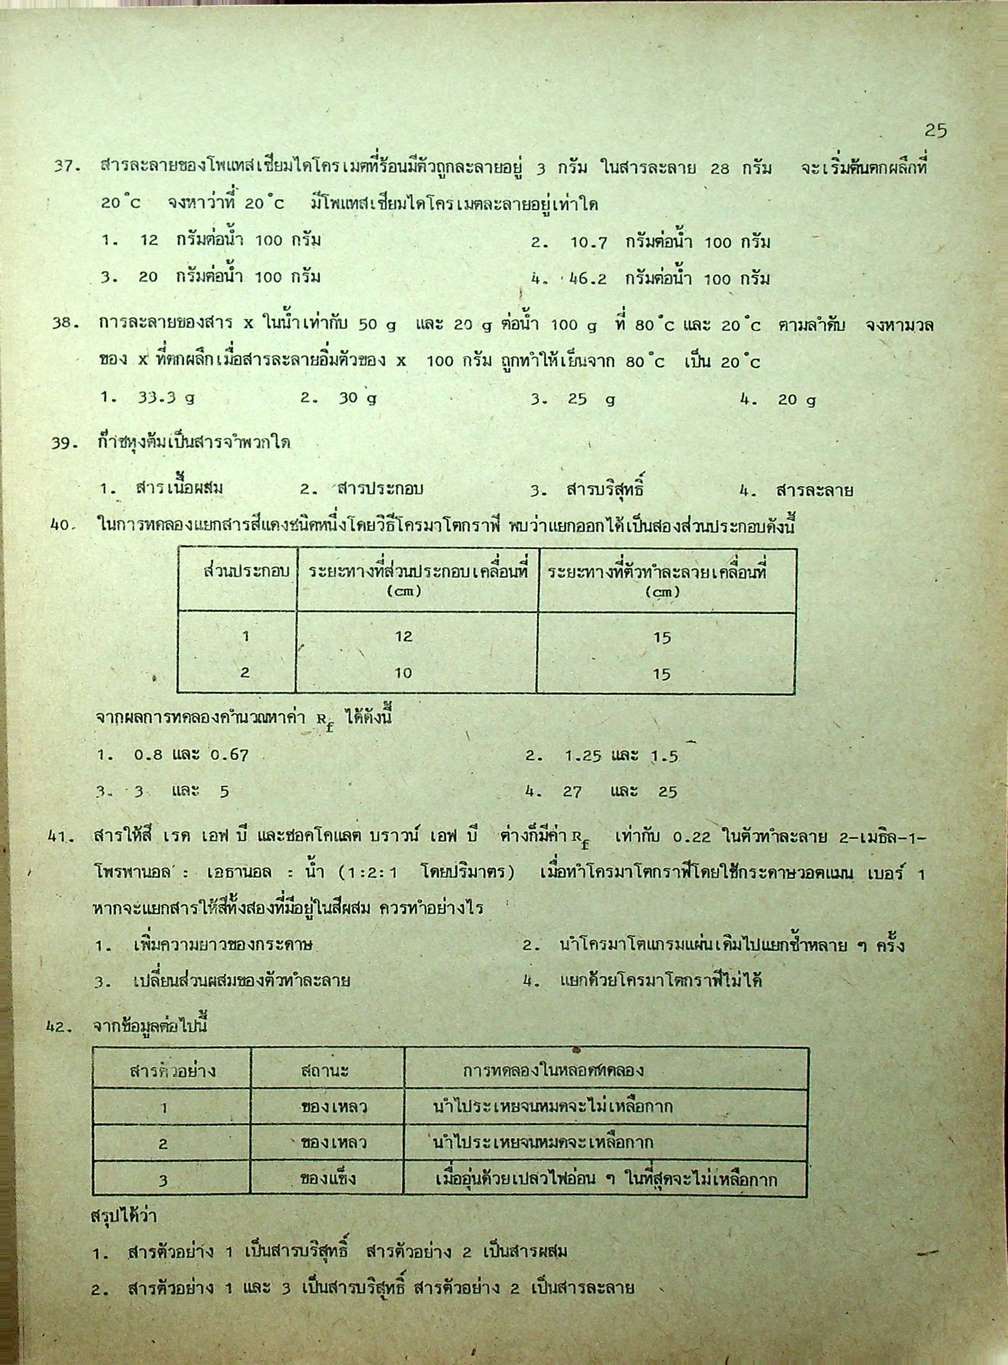 25
37. สารละลายของโพแทสเซียมไดโครเมตที่ร้อนมีตัวถูกละลายอยู่ 3 กรัม ในสารละลาย 28 กรัม จะเริ่มต้นตกผลึกที่
20°C จงหาว่าที่ 20°C มีโพแทสเซียมไดโครเมตละลายอยู่เท่าใด
1. 12 กรัมต่อน้ำ 100 กรัม 2. 10.7 กรัมต่อน้ำ 100 กรัม
3. 20 กรัมต่อน้ำ 100 กรัม 4. 46.2 กรัมต่อน้ำ 100 กรัม
38. การละลายของสาร X ในน้ำเท่ากับ 50 g และ 20 g ต่อน้ำ 100 g ที่ 80°C และ 20°C ตามลำดับ จงหามวล
ของ X ที่ตกผลึกเมื่อสารละลายอิ่มตัวของ X 100 กรัม ถูกทำให้เย็นจาก 80°C เป็น 20°C
1. 33.3 g 2. 30 g 3. 25 g 4. 20 g
39. ก๊าซหุงต้มเป็นสารจำพวกใด
1. สารเนื้อผสม 2. สารประกอบ 3. สารบริสุทธิ์ 4. สารละลาย
40. ในการทดลองแยกสารสีแดงชนิดหนึ่งโดยวิธีโครมาโตกราฟี พบว่าแยกออกได้เป็นสองส่วนประกอบดังนี้
ส่วนประกอบ ระยะทางที่ส่วนประกอบเคลื่อนที่ ระยะทางที่ตัวทำละลายเคลื่อนที่
(cm) (cm)
1 12 15
2 10 15
จากผลการทดลองคำนวณหาค่า Rf ได้ดังนี้
1. 0.8 และ 0.67 2. 1.25 และ 1.5
3. 3 และ 5 4. 27 และ 25
41. สารให้สี เรด เอฟ บี และชอคโคแลต บราวน์ เอฟ บี ต่างก็มีค่า Rf เท่ากับ 0.22 ในตัวทำละลาย 2-เมธิล-1-
โพรพานอล : เอธานอล : น้ำ (1:2:1 โดยปริมาตร) เมื่อทำโครมาโตกราฟีโดยใช้กระดาษวอตแมน เบอร์ 1
หากจะแยกสารให้สีทั้งสองที่มีอยู่ในสีผสม ควรทำอย่างไร
1. เพิ่มความยาวของกระดาษ 2. นำโครมาโตแกรมแผ่นเดิมไปแยกซ้ำหลาย ๆ ครั้ง
3. เปลี่ยนส่วนผสมของตัวทำละลาย 4. แยกด้วยโครมาโตกราฟีไม่ได้
42. จากข้อมูลต่อไปนี้
สารตัวอย่าง สถานะ การทดลองในหลอดทดลอง
1 ของเหลว นำไประเหยจนหมดจะไม่เหลือกาก
2 ของเหลว นำไประเหยจนหมดจะเหลือกาก
3 ของแข็ง เมื่ออุ่นด้วยเปลวไฟอ่อน ๆ ในที่สุดจะไม่เหลือกาก
สรุปได้ว่า
1. สารตัวอย่าง 1 เป็นสารบริสุทธิ์ สารตัวอย่าง 2 เป็นสารผสม
2. สารตัวอย่าง 1 และ 3 เป็นสารบริสุทธิ์ สารตัวอย่าง 2 เป็นสารละลาย